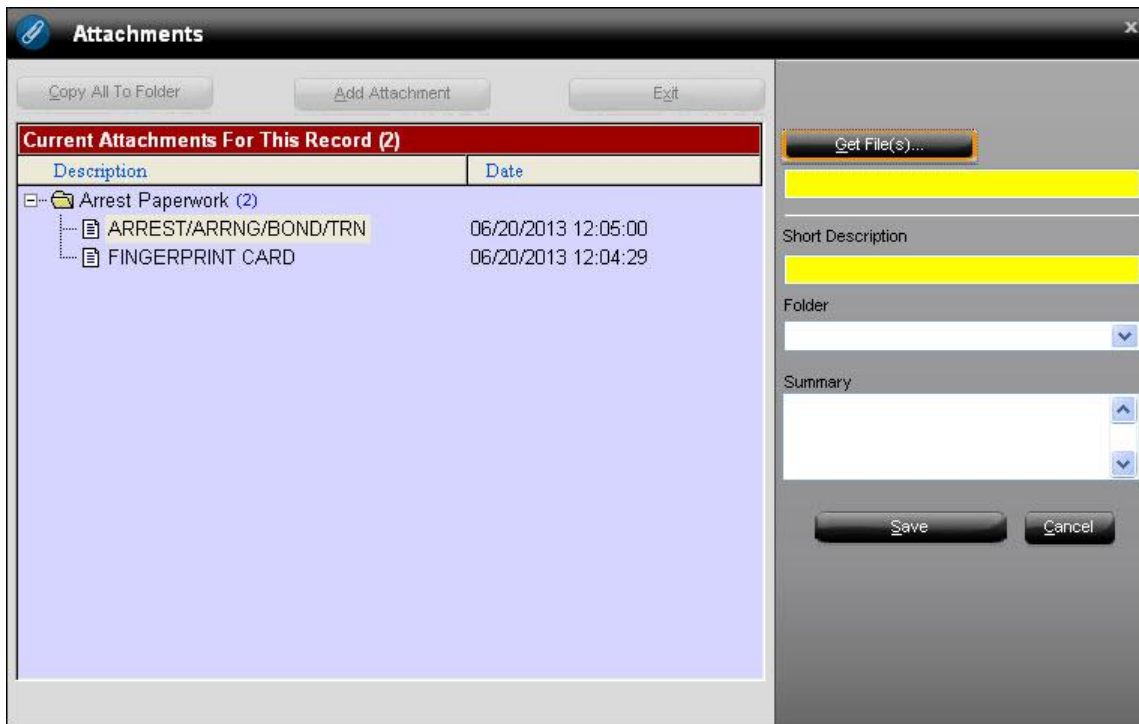 Attachments
x
Copy All To Folder
Add Attachment
Exit
Current Attachments For This Record (2)
Description Date
Arrest Paperwork (2)
ARREST/ARRNG/BOND/TRN 06/20/2013 12:05:00
FINGERPRINT CARD 06/20/2013 12:04:29
Get File(s)...
Short Description
Folder
Summary
Save
Cancel